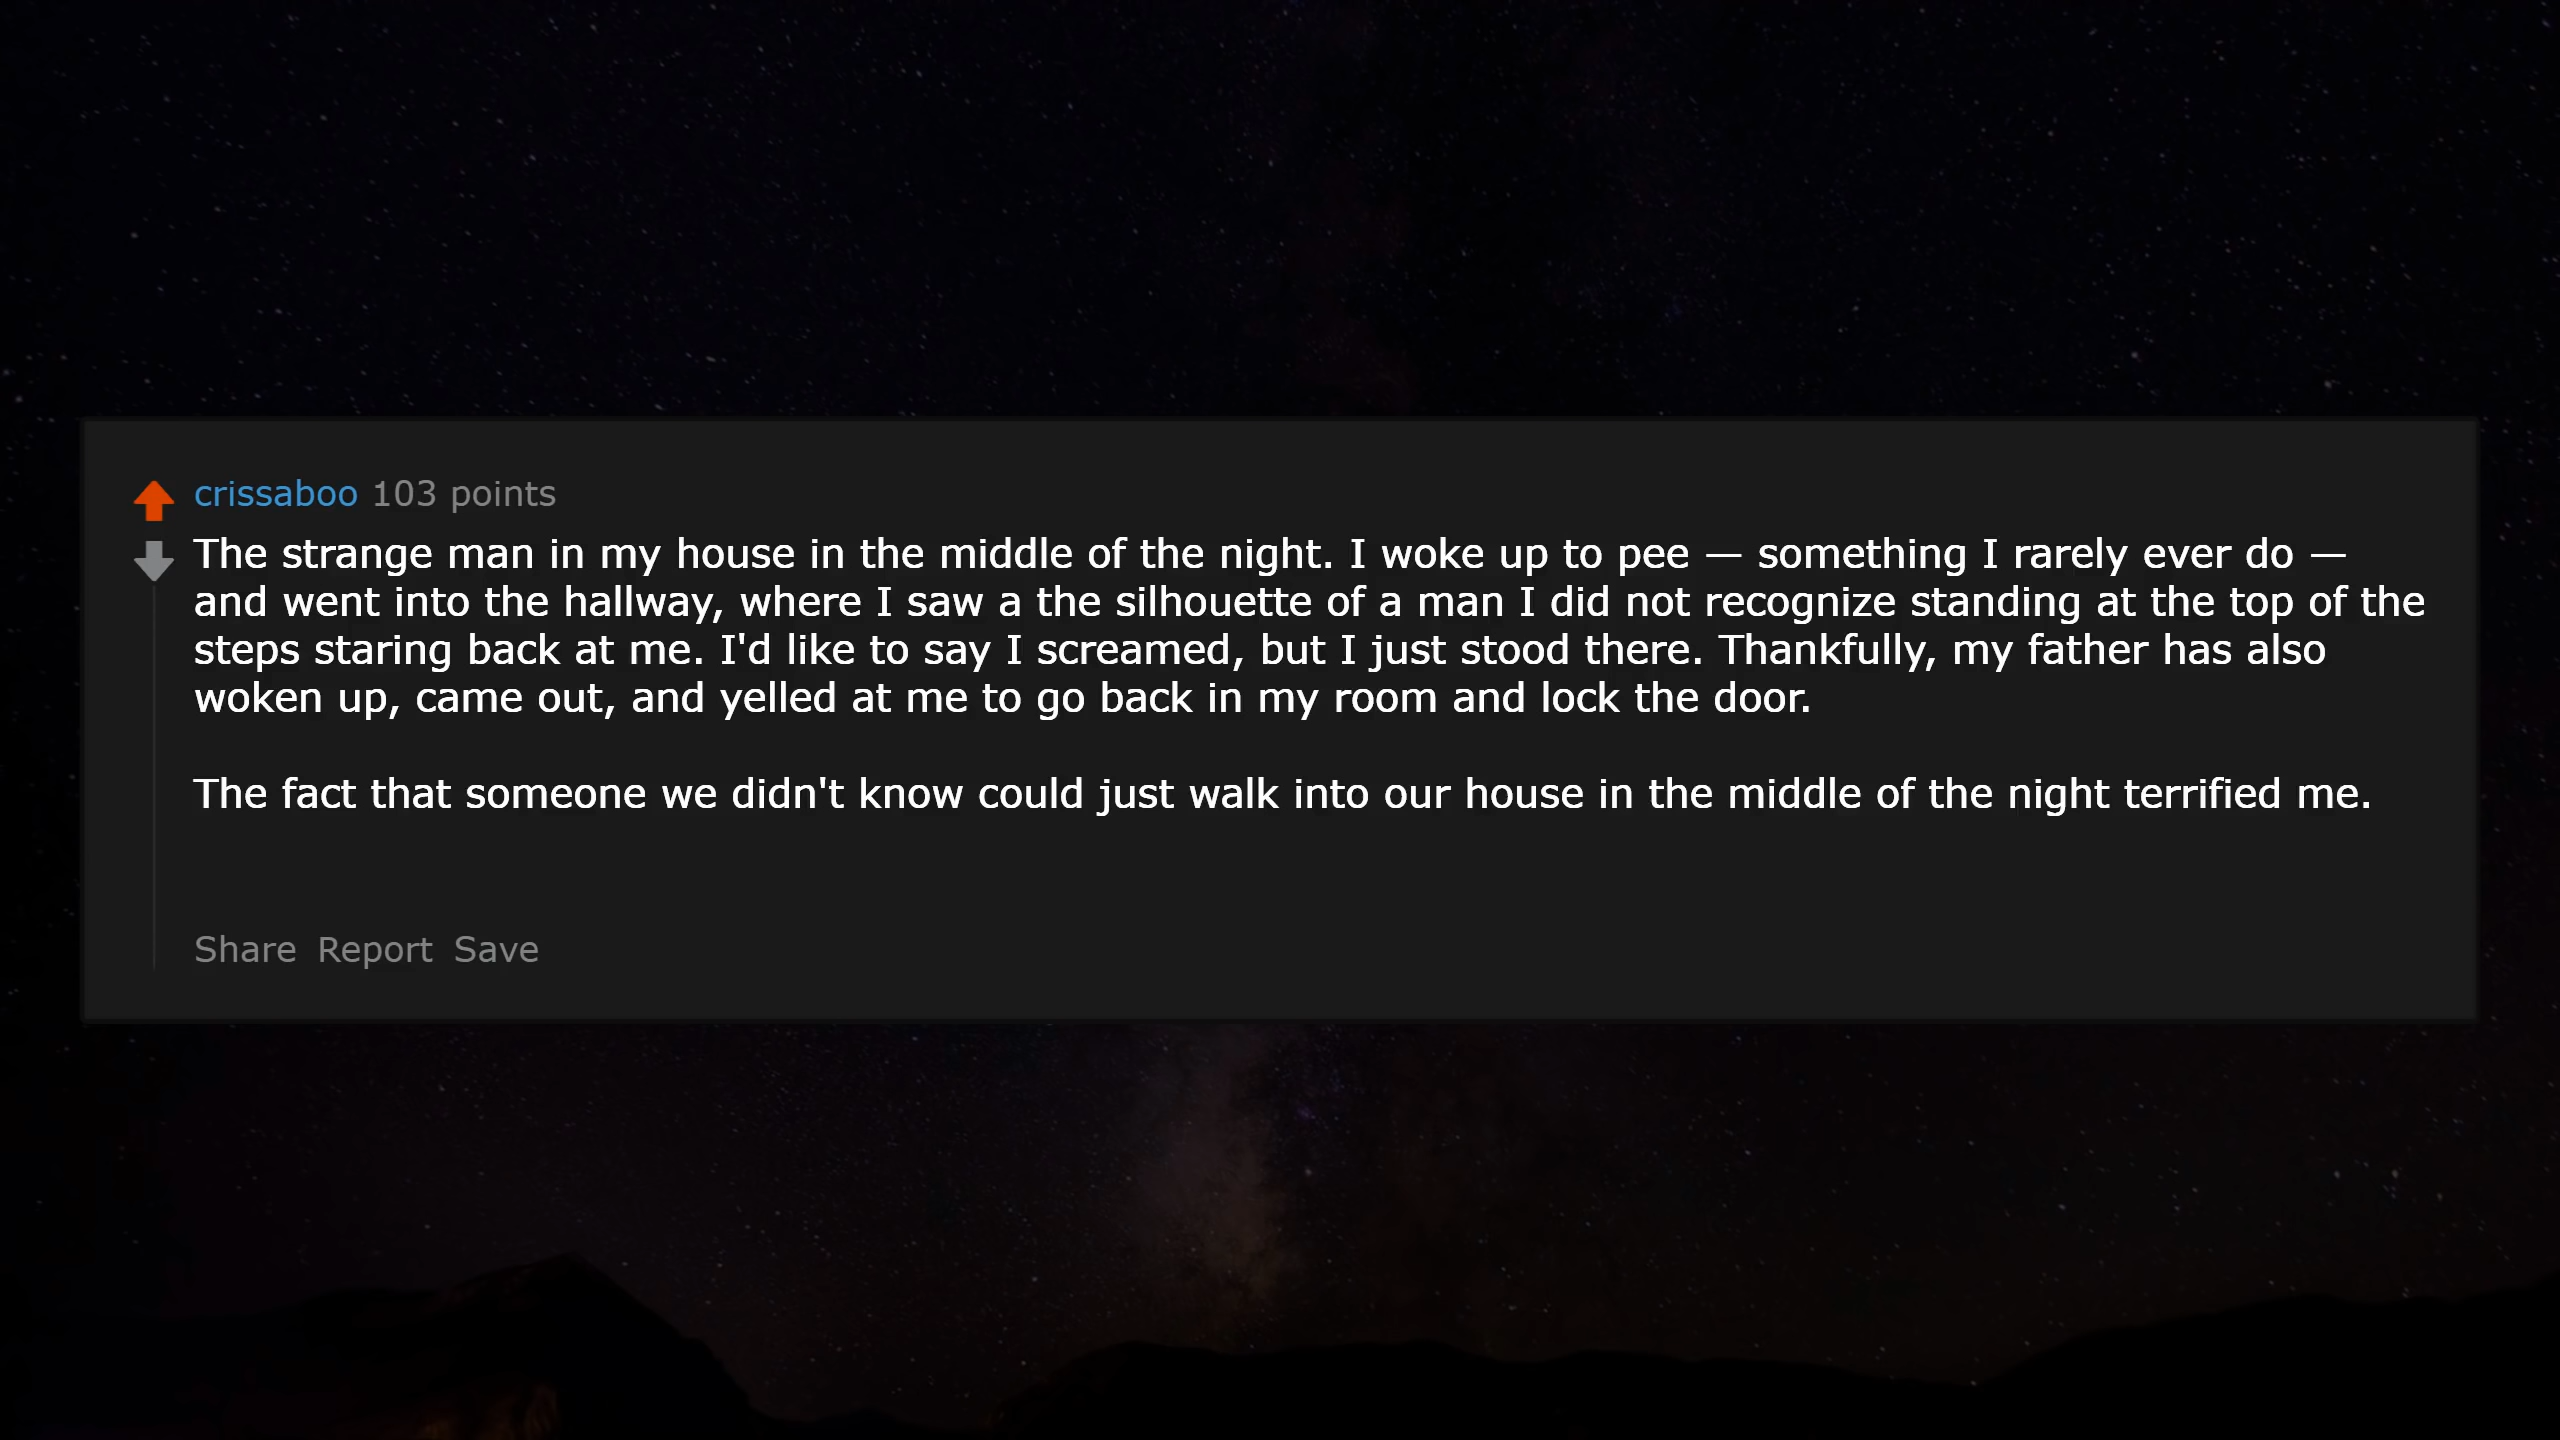 crissaboo 103 points
The strange man in my house in the middle of the night. I woke up to pee — something I rarely ever do —
and went into the hallway, where I saw a the silhouette of a man I did not recognize standing at the top of the
steps staring back at me. I'd like to say I screamed, but I just stood there. Thankfully, my father has also
woken up, came out, and yelled at me to go back in my room and lock the door.
The fact that someone we didn't know could just walk into our house in the middle of the night terrified me.
Share Report Save